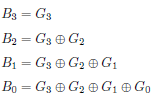 B₃ = G₃
B₂ = G₃ ⊕ G₂
B₁ = G₃ ⊕ G₂ ⊕ G₁
B₀ = G₃ ⊕ G₂ ⊕ G₁ ⊕ G₀